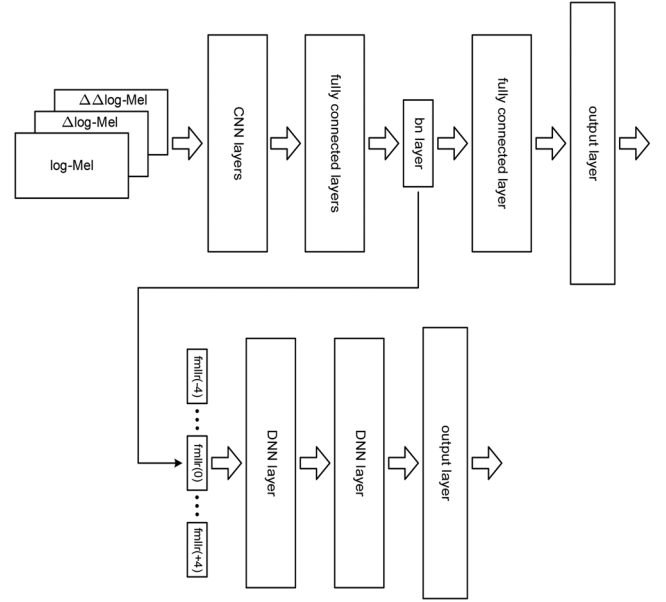 ΔΔlog-Mel
Δlog-Mel
log-Mel
CNN layers
fully connected layers
bn layer
fully connected layer
output layer
fmllr(-4)
fmllr(0)
fmllr(+4)
DNN layer
DNN layer
output layer